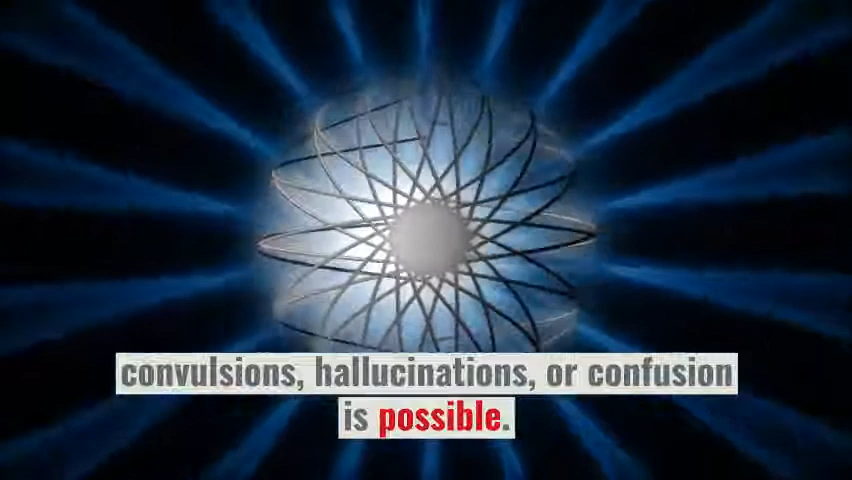 convulsions, hallucinations, or confusion
is possible.